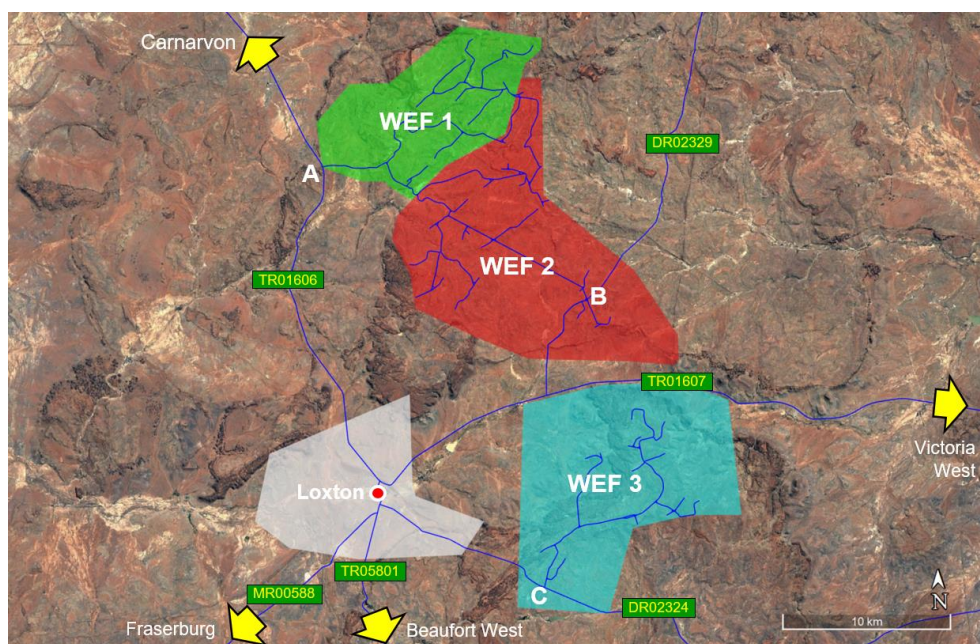 Carnarvon
WEF 1
DR02329
A
WEF 2
TR01606
B
TR01607
Victoria
West
Loxton
WEF 3
TR05801
MR00588
C
DR02324
N
10 km
Fraserburg
Beaufort West